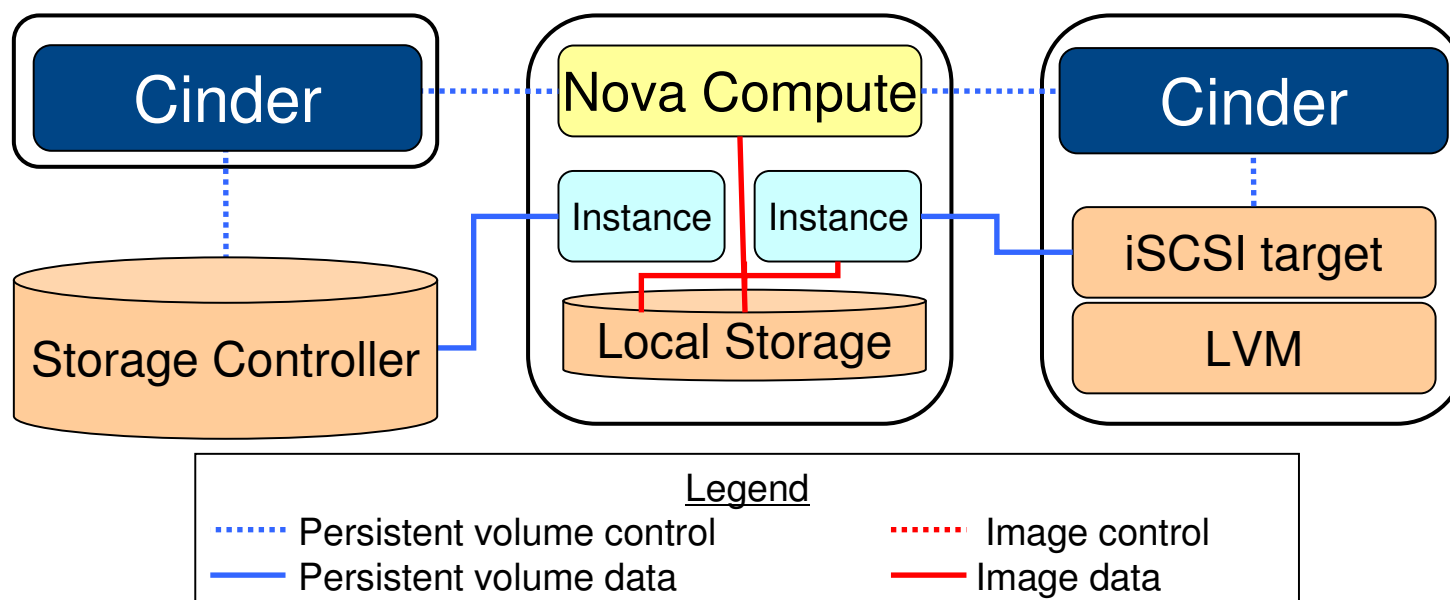 Cinder
Nova Compute
Cinder
Instance
Instance
iSCSI target
Storage Controller
Local Storage
LVM
Legend
Persistent volume control
Image control
Persistent volume data
Image data